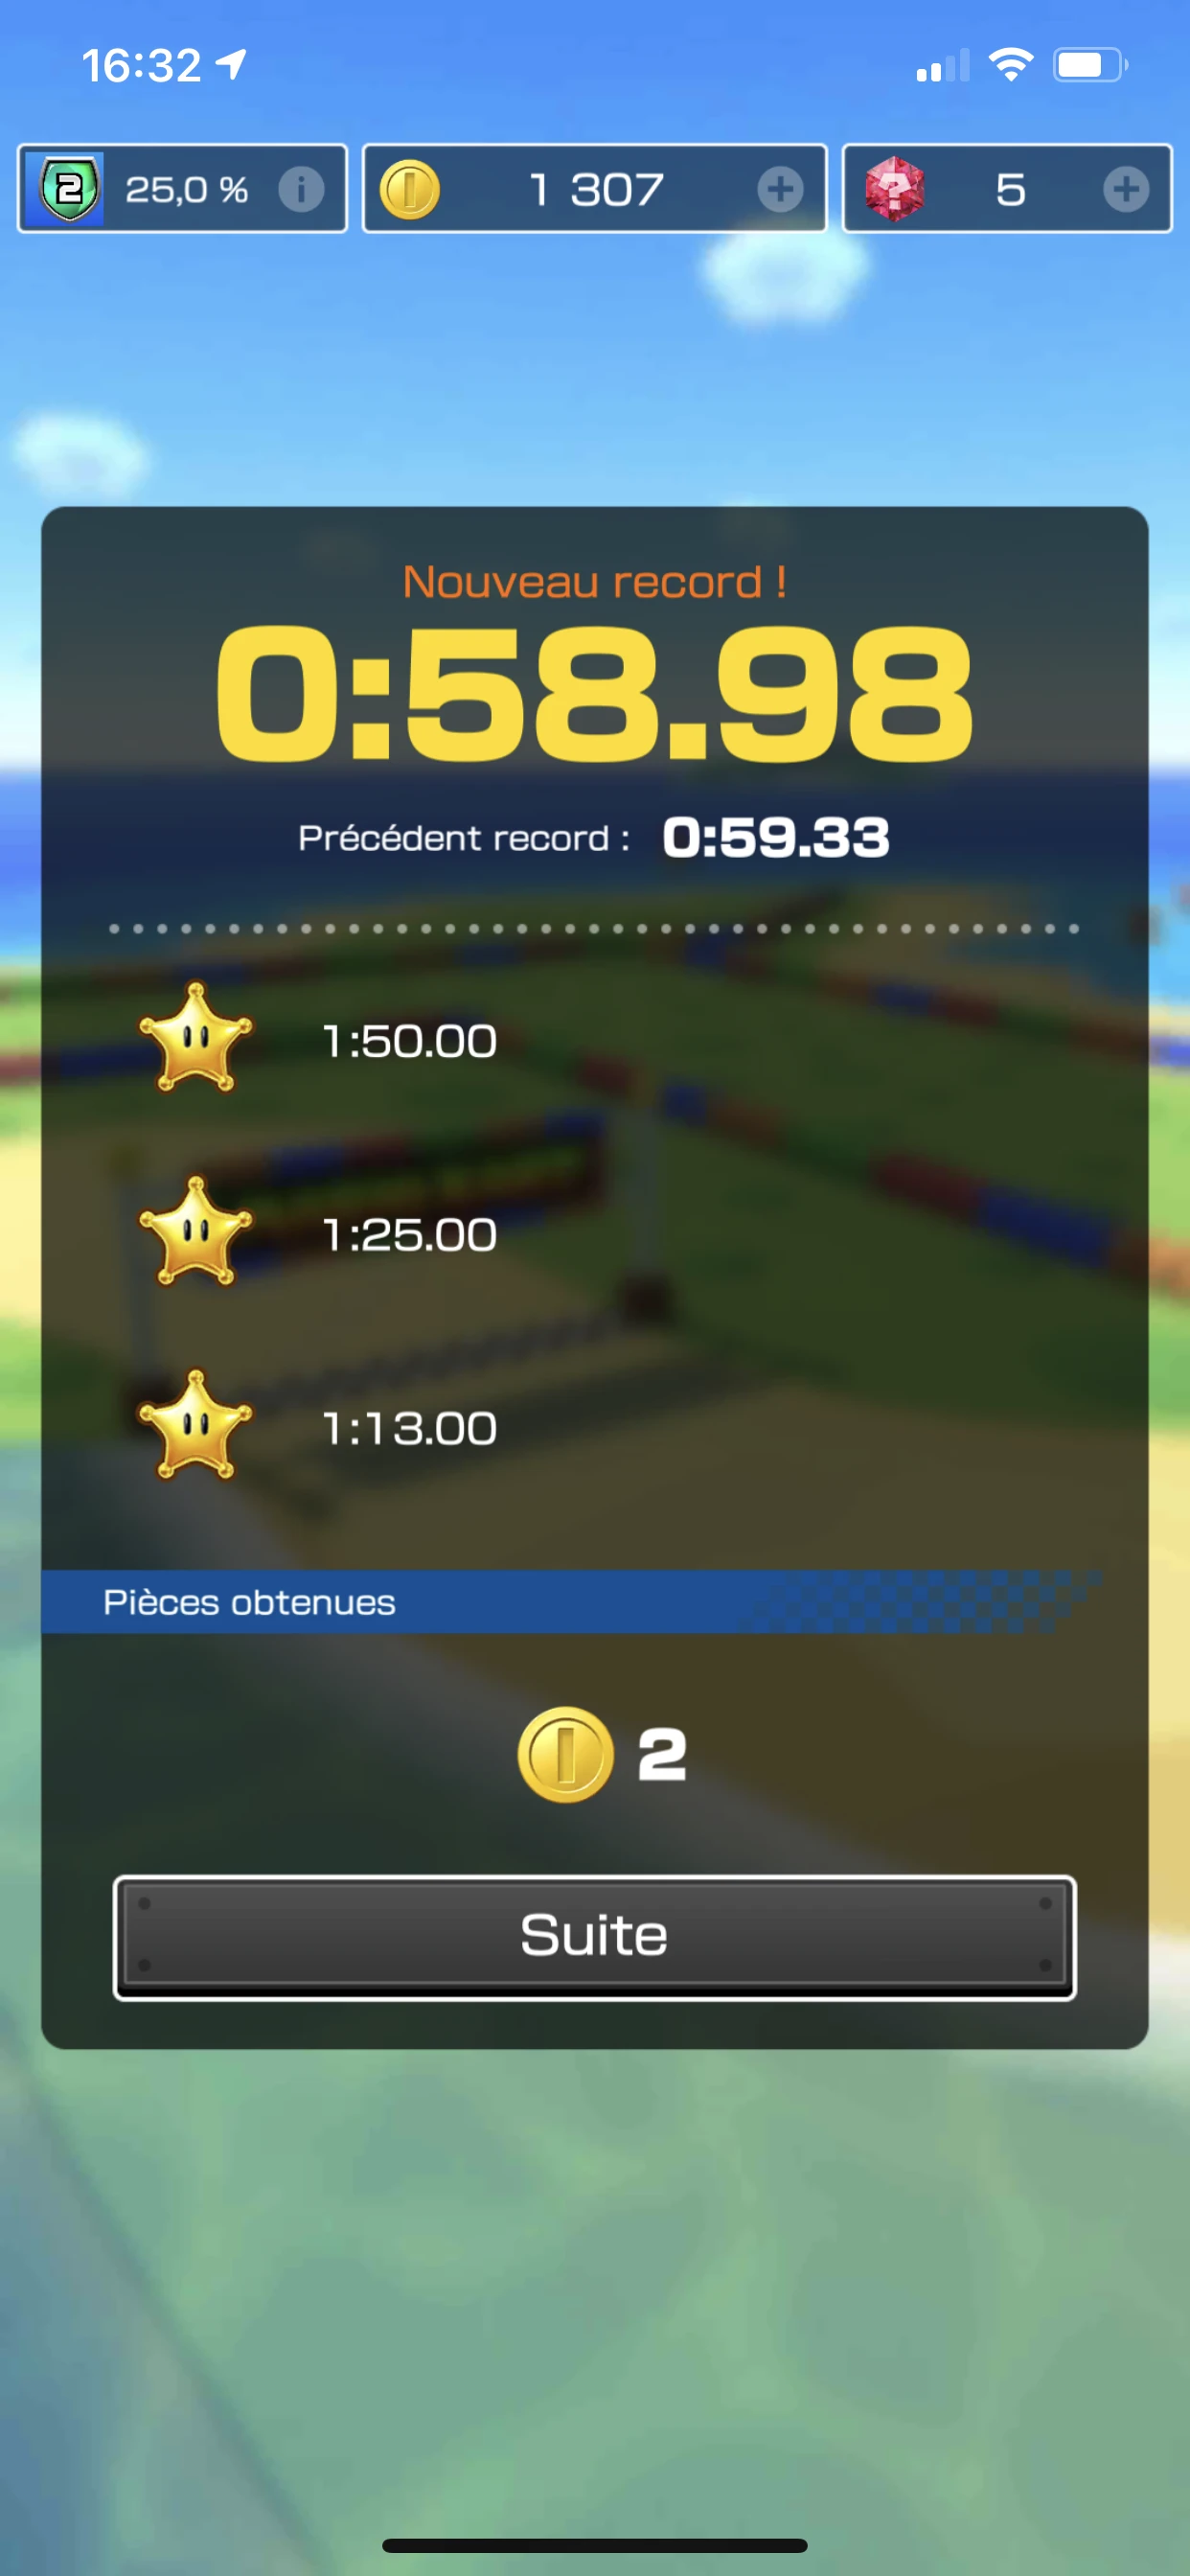 16:32
2 25,0 % i 1 307 + ? 5 +
Nouveau record !
0:58.98
Précédent record : 0:59.33
1:50.00
1:25.00
1:13.00
Pièces obtenues
2
Suite